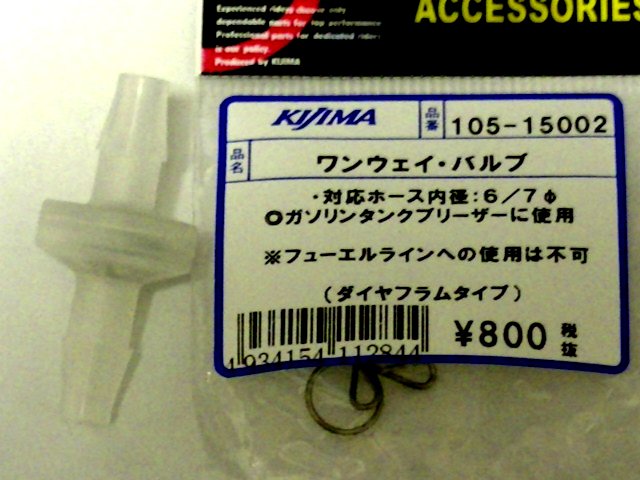 ACCESSORIES
Experienced riders choose only
dependable parts for top performance.
Professional parts for dedicated riders
is our policy.
Produced by KIJIMA
KIJIMA 品番 105-15002
品名 ワンウェイ・バルブ
・対応ホース内径:6/7φ
◎ガソリンタンクブリーザーに使用
※フューエルラインへの使用は不可
(ダイヤフラムタイプ)
¥800 税抜
4 934154 112844